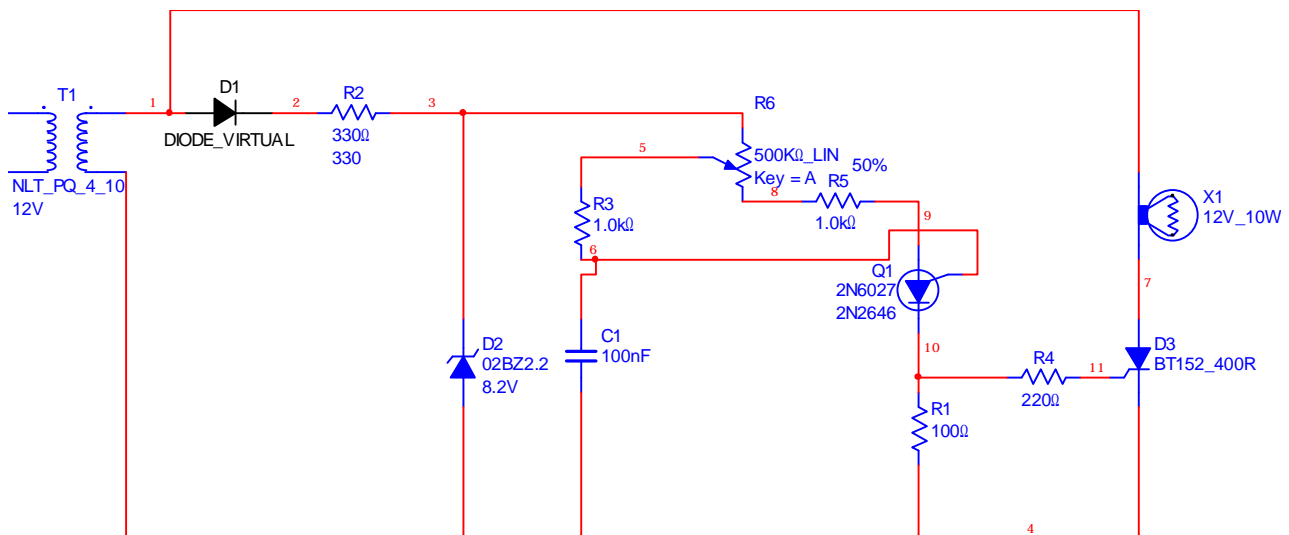 T1
NLT_PQ_4_10
12V
1
D1
DIODE_VIRTUAL
2
R2
330Ω
330
3
R6
500KΩ_LIN
Key = A
50%
5
8
R5
1.0kΩ
R3
1.0kΩ
6
9
Q1
2N6027
2N2646
X1
12V_10W
7
D2
02BZ2.2
8.2V
C1
100nF
10
R4
220Ω
11
D3
BT152_400R
R1
100Ω
4